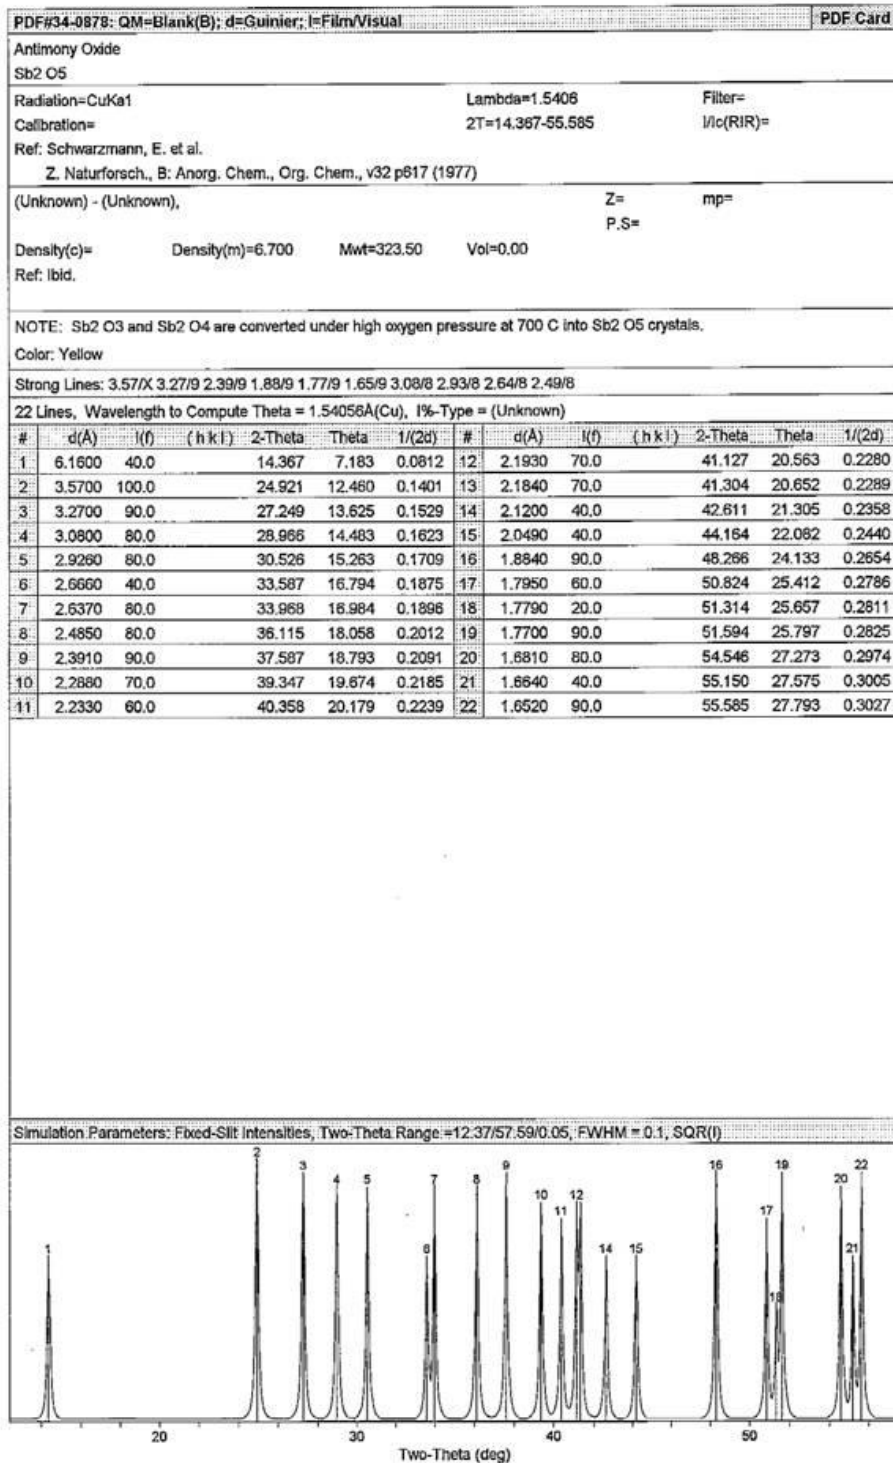 PDF#34-0878: QM=Blank(B); d=Guinier; I=Film/Visual PDF Card
Antimony Oxide
Sb2 O5
Radiation=CuKa1 Lambda=1.5406 Filter=
Calibration= 2T=14.367-55.585 I/Ic(RIR)=
Ref: Schwarzmann, E. et al.
Z. Naturforsch., B: Anorg. Chem., Org. Chem., v32 p617 (1977)
(Unknown) - (Unknown), Z= mp=
P.S=
Density(c)= Density(m)=6.700 Mwt=323.50 Vol=0.00
Ref: Ibid.
NOTE: Sb2 O3 and Sb2 O4 are converted under high oxygen pressure at 700 C into Sb2 O5 crystals.
Color: Yellow
Strong Lines: 3.57/X 3.27/9 2.39/9 1.88/9 1.77/9 1.65/9 3.08/8 2.93/8 2.64/8 2.49/8
22 Lines, Wavelength to Compute Theta = 1.54056Å(Cu), I%-Type = (Unknown)
# d(Å) I(f) (h k l) 2-Theta Theta 1/(2d) # d(Å) I(f) (h k l) 2-Theta Theta 1/(2d)
1 6.1600 40.0 14.367 7.183 0.0812 12 2.1930 70.0 41.127 20.563 0.2280
2 3.5700 100.0 24.921 12.460 0.1401 13 2.1840 70.0 41.304 20.652 0.2289
3 3.2700 90.0 27.249 13.625 0.1529 14 2.1200 40.0 42.611 21.305 0.2358
4 3.0800 80.0 28.966 14.483 0.1623 15 2.0490 40.0 44.164 22.082 0.2440
5 2.9260 80.0 30.526 15.263 0.1709 16 1.8840 90.0 48.266 24.133 0.2654
6 2.6660 40.0 33.587 16.794 0.1875 17 1.7950 60.0 50.824 25.412 0.2786
7 2.6370 80.0 33.968 16.984 0.1896 18 1.7790 20.0 51.314 25.657 0.2811
8 2.4850 80.0 36.115 18.058 0.2012 19 1.7700 90.0 51.594 25.797 0.2825
9 2.3910 90.0 37.587 18.793 0.2091 20 1.6810 80.0 54.546 27.273 0.2974
10 2.2880 70.0 39.347 19.674 0.2185 21 1.6640 40.0 55.150 27.575 0.3005
11 2.2330 60.0 40.358 20.179 0.2239 22 1.6520 90.0 55.585 27.793 0.3027
Simulation Parameters: Fixed-Slit Intensities, Two-Theta Range =12.37/57.59/0.05, FWHM = 0.1, SQR(I)
1 2 3 4 5 6 7 8 9 10 11 12 14 15 16 17 18 19 20 21 22
20 30 40 50
Two-Theta (deg)